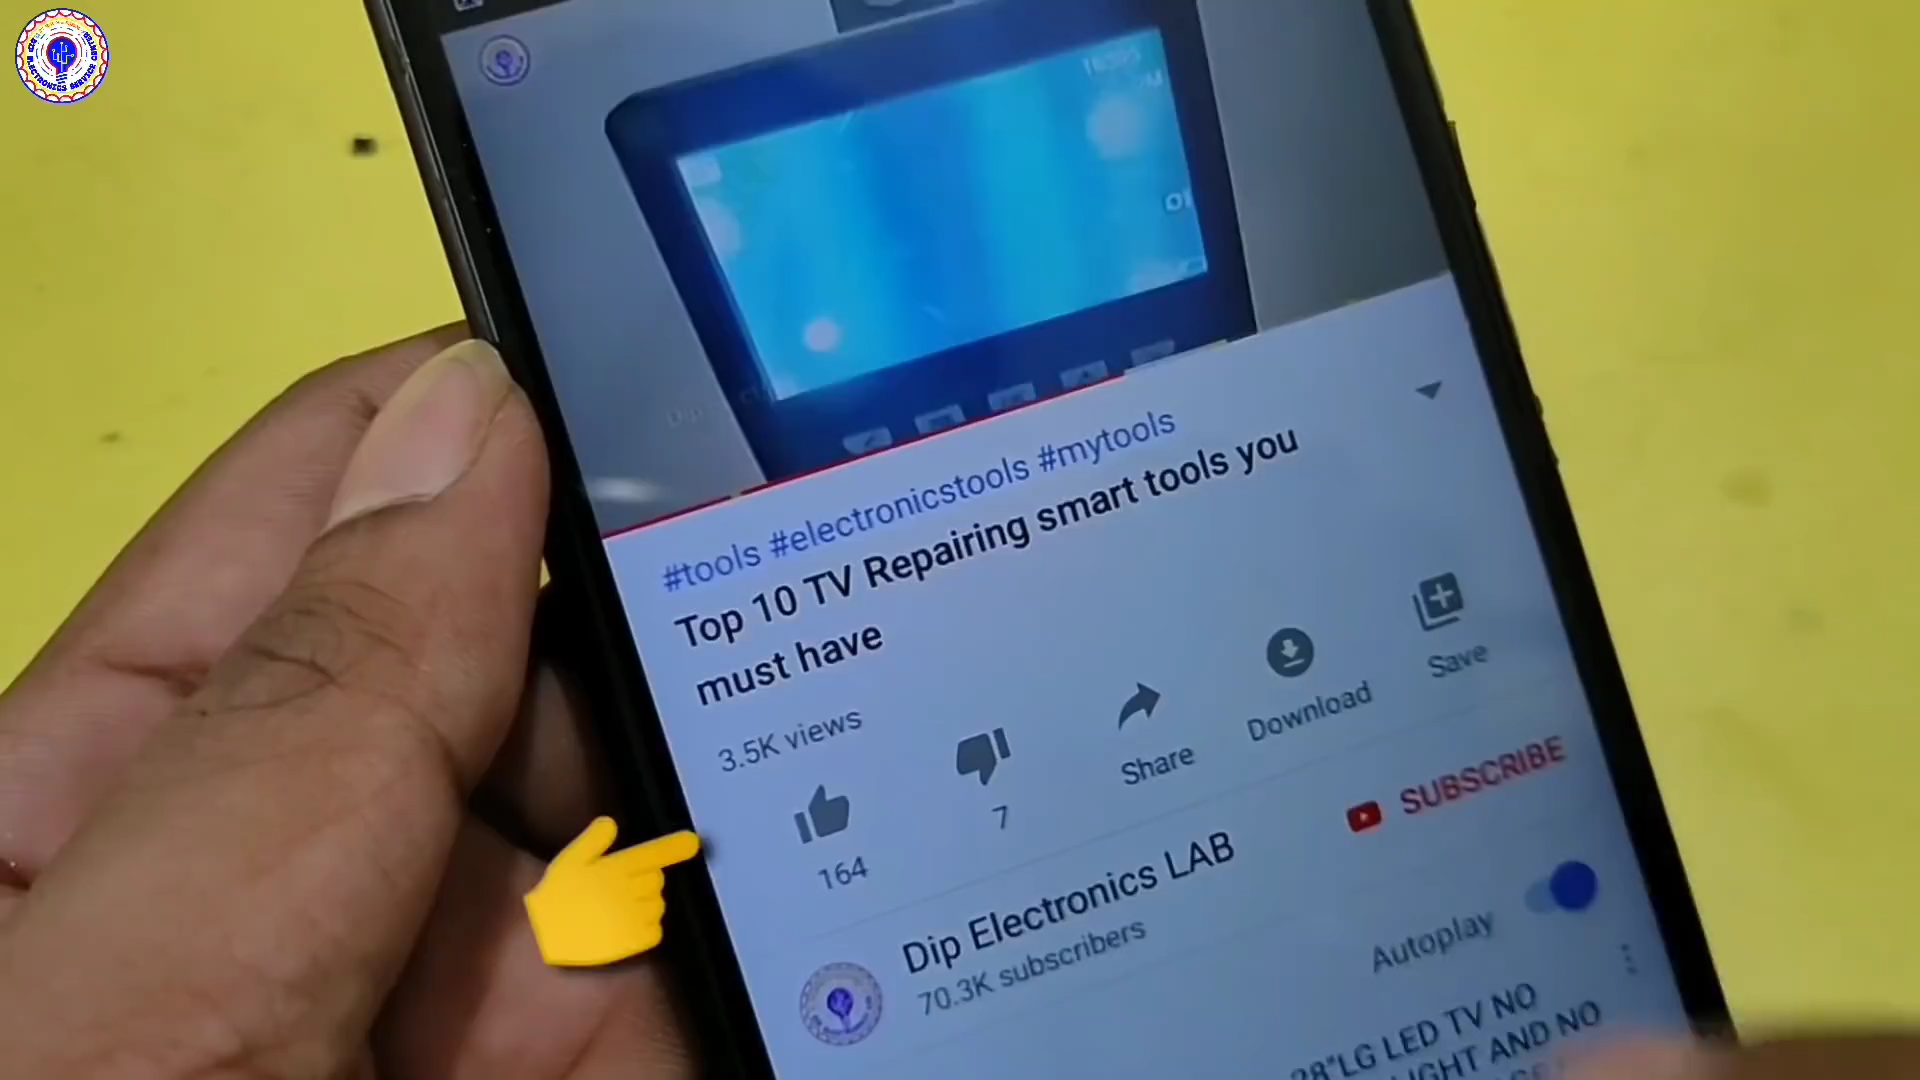 #tools #electronicstools #mytools
Top 10 TV Repairing smart tools you
must have
3.5K views
164
7
Share
Download
Save
Dip Electronics LAB
70.3K subscribers
SUBSCRIBE
Autoplay
LG LED TV NO
AND NO